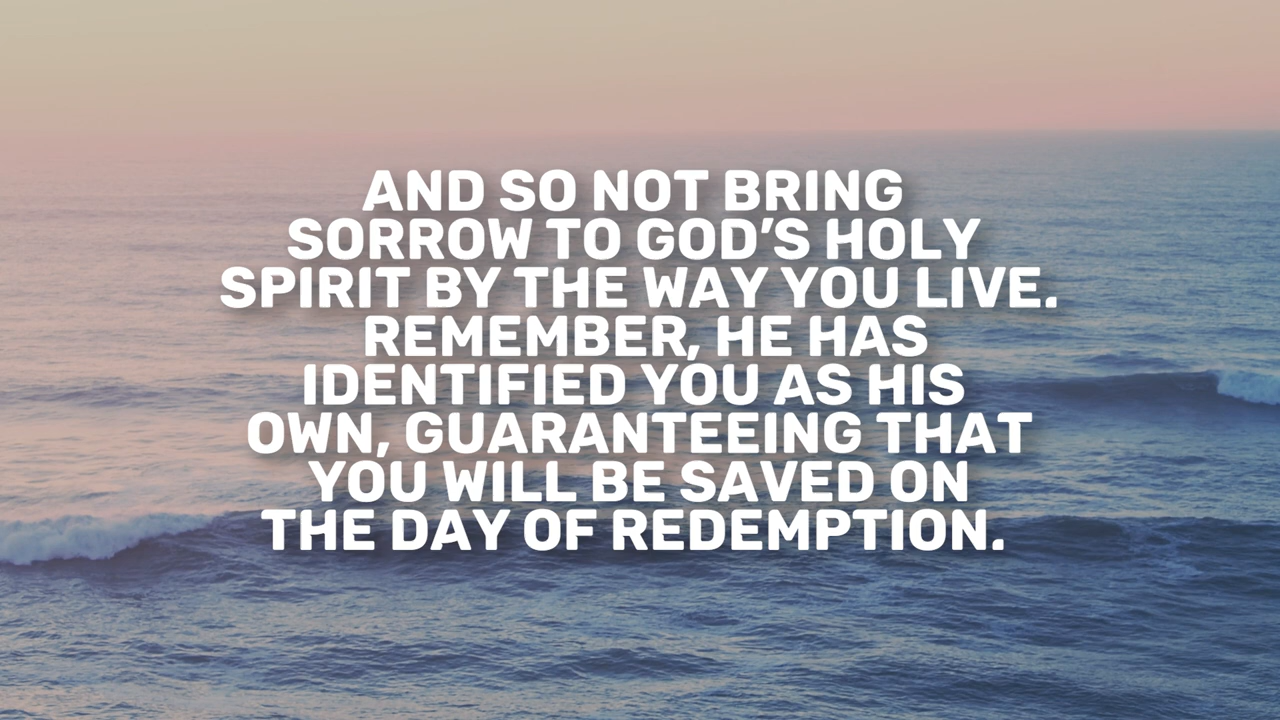 AND SO NOT BRING
SORROW TO GOD'S HOLY
SPIRIT BY THE WAY YOU LIVE.
REMEMBER, HE HAS
IDENTIFIED YOU AS HIS
OWN, GUARANTEEING THAT
YOU WILL BE SAVED ON
THE DAY OF REDEMPTION.